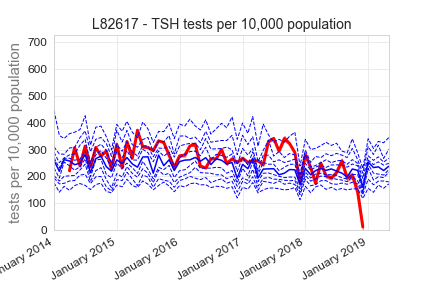 L82617 - TSH tests per 10,000 population
tests per 10,000 population
700
600
500
400
300
200
100
0
nuary 2014
January 2015
January 2016
January 2017
January 2018
January 2019